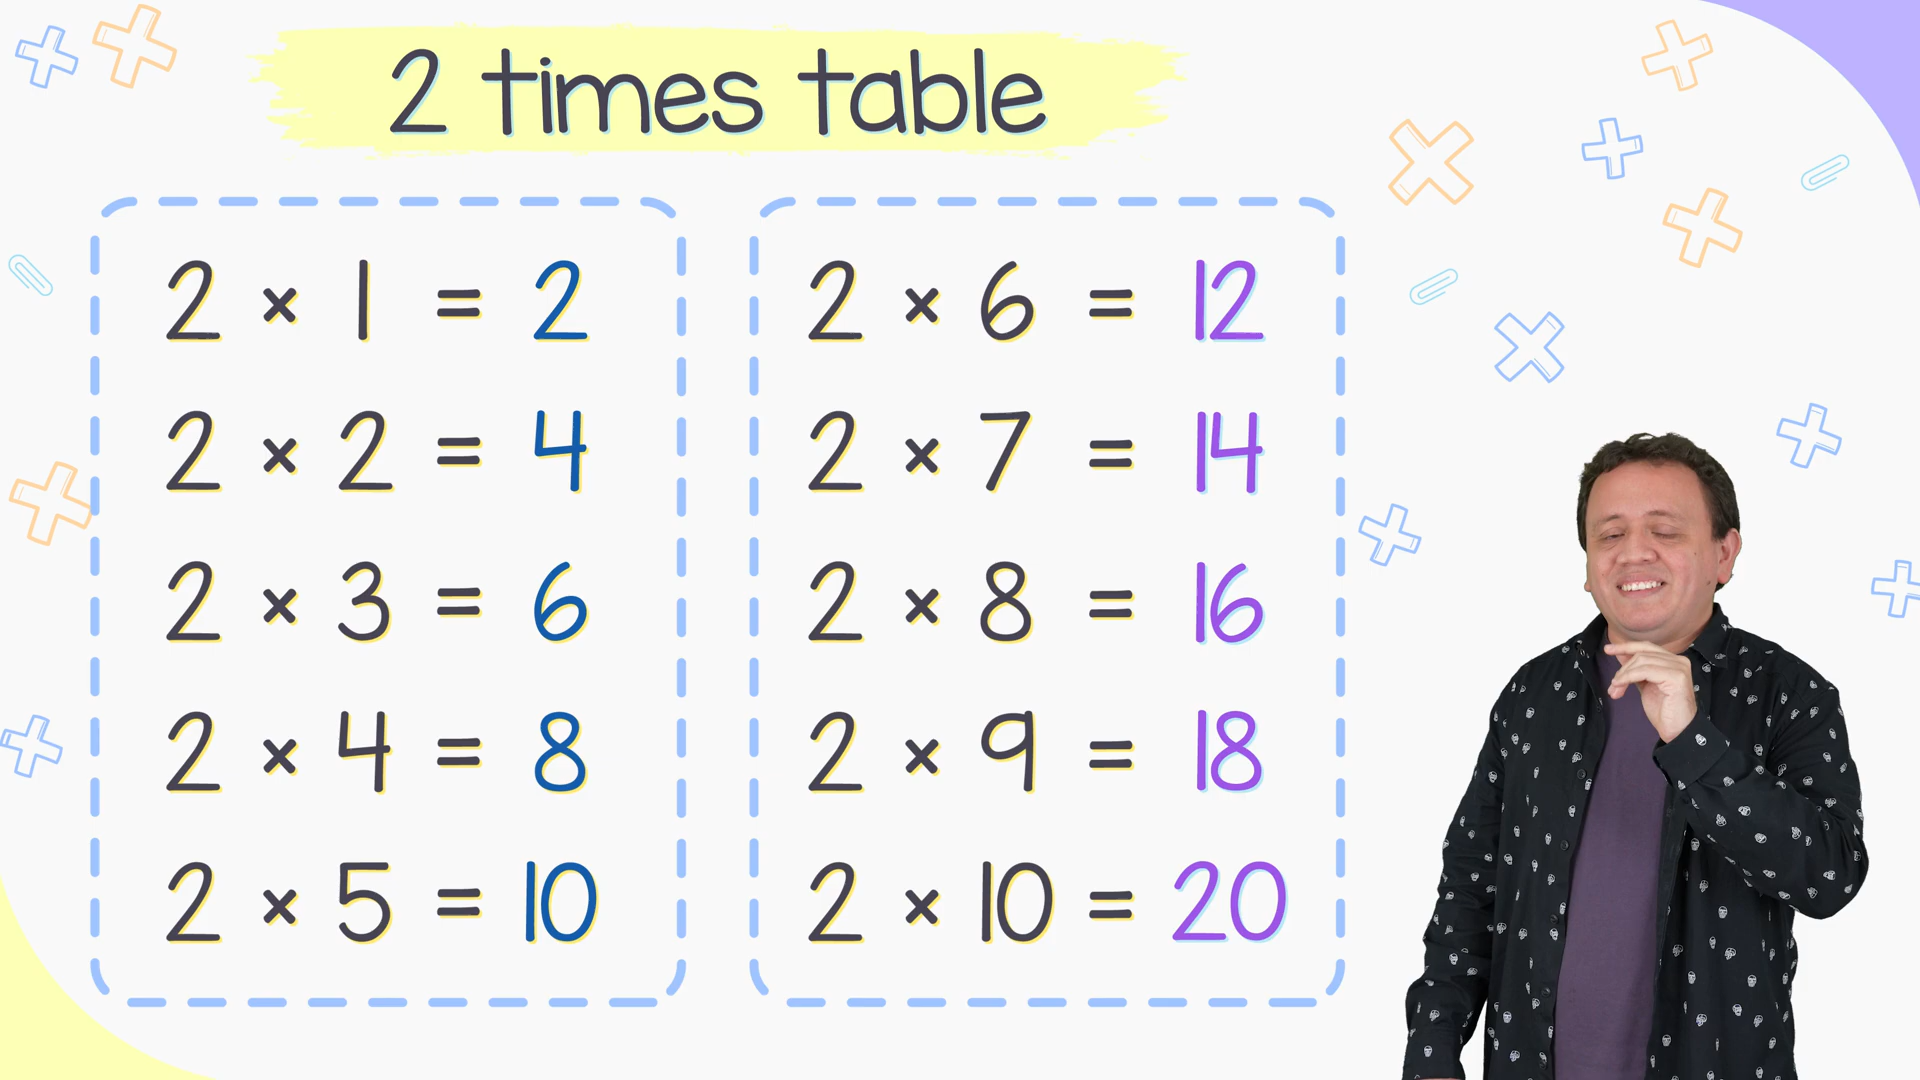 2 times table
2 × 1 = 2
2 × 2 = 4
2 × 3 = 6
2 × 4 = 8
2 × 5 = 10
2 × 6 = 12
2 × 7 = 14
2 × 8 = 16
2 × 9 = 18
2 × 10 = 20